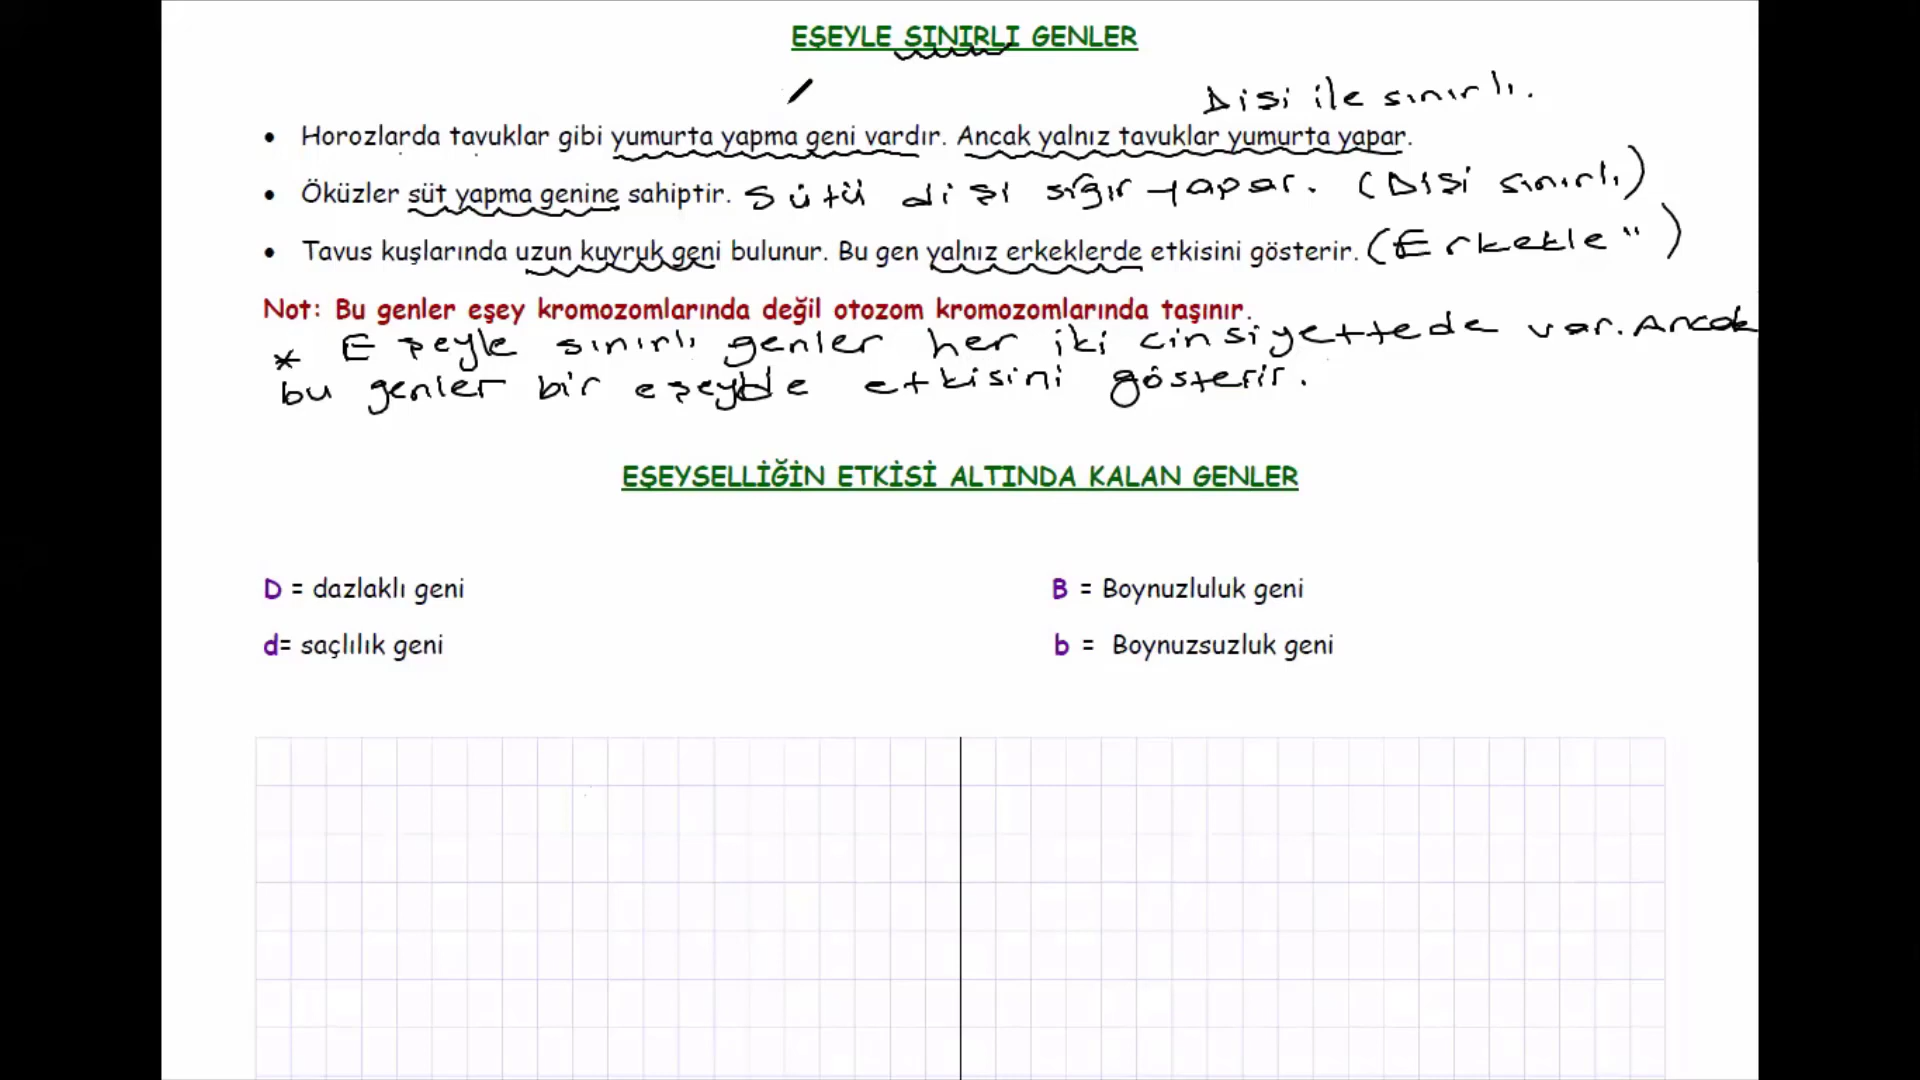 EŞEYLE SINIRLI GENLER
Dişi ile sınırlı.
• Horozlarda tavuklar gibi yumurta yapma geni vardır. Ancak yalnız tavuklar yumurta yapar.
• Öküzler süt yapma genine sahiptir. Sütü dişi sığır yapar. (Dişi sınırlı)
• Tavus kuşlarında uzun kuyruk geni bulunur. Bu gen yalnız erkeklerde etkisini gösterir. (Erkekle " )
Not: Bu genler eşey kromozomlarında değil otozom kromozomlarında taşınır.
* Eşeyle sınırlı genler her iki cinsiyettede var. Ancak
bu genler bir eşeyde etkisini gösterir.
EŞEYSELLİĞİN ETKİSİ ALTINDA KALAN GENLER
D = dazlaklı geni B = Boynuzluluk geni
d= saçlılık geni b = Boynuzsuzluk geni